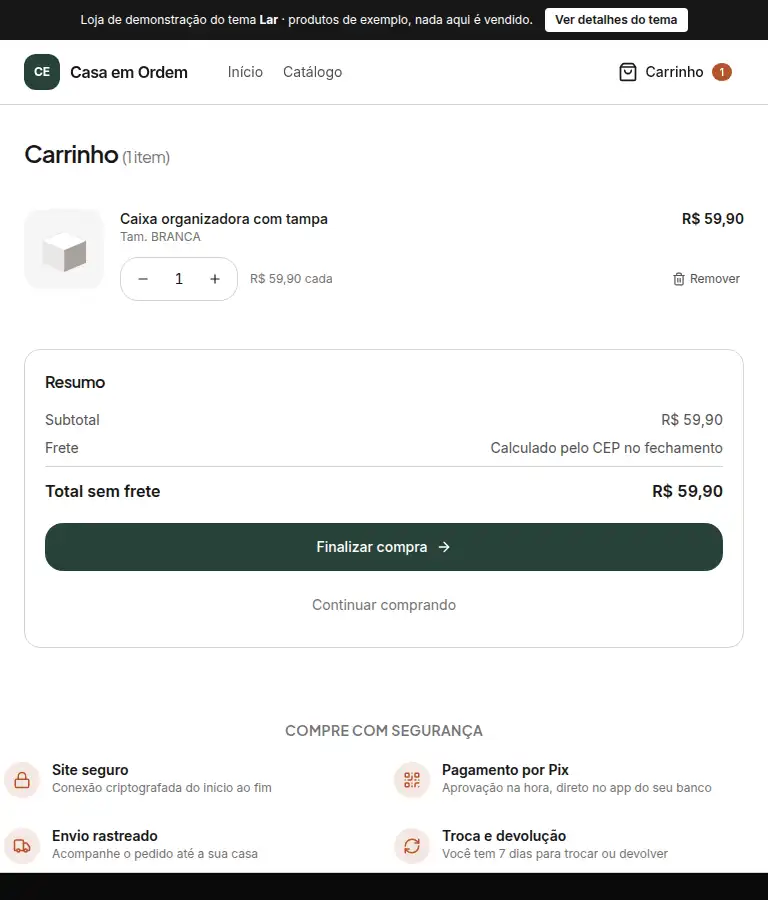 Loja de demonstração do tema Lar · produtos de exemplo, nada aqui é vendido. Ver detalhes do tema
CE Casa em Ordem Início Catálogo Carrinho 1
Carrinho (1 item)
Caixa organizadora com tampa R$ 59,90
Tam. BRANCA
− 1 + R$ 59,90 cada Remover
Resumo
Subtotal R$ 59,90
Frete Calculado pelo CEP no fechamento
Total sem frete R$ 59,90
Finalizar compra →
Continuar comprando
COMPRE COM SEGURANÇA
Site seguro
Conexão criptografada do início ao fim
Pagamento por Pix
Aprovação na hora, direto no app do seu banco
Envio rastreado
Acompanhe o pedido até a sua casa
Troca e devolução
Você tem 7 dias para trocar ou devolver